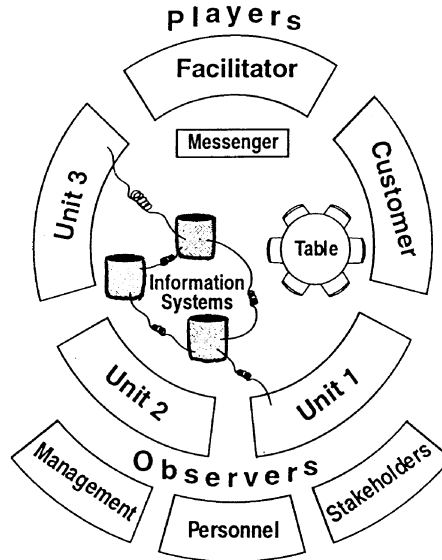 Players
Facilitator
Messenger
Customer
Unit 3
Table
Information
Systems
Unit 2
Unit 1
Observers
Management
Personnel
Stakeholders